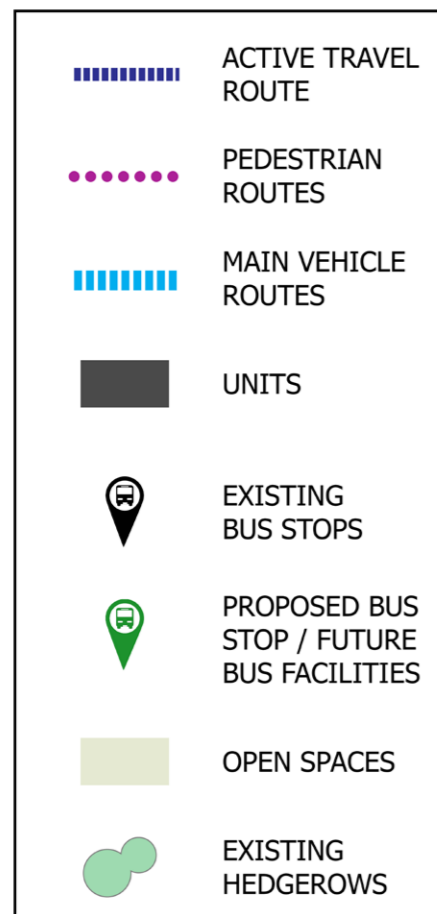 ACTIVE TRAVEL
ROUTE
PEDESTRIAN
ROUTES
MAIN VEHICLE
ROUTES
UNITS
EXISTING
BUS STOPS
PROPOSED BUS
STOP / FUTURE
BUS FACILITIES
OPEN SPACES
EXISTING
HEDGEROWS